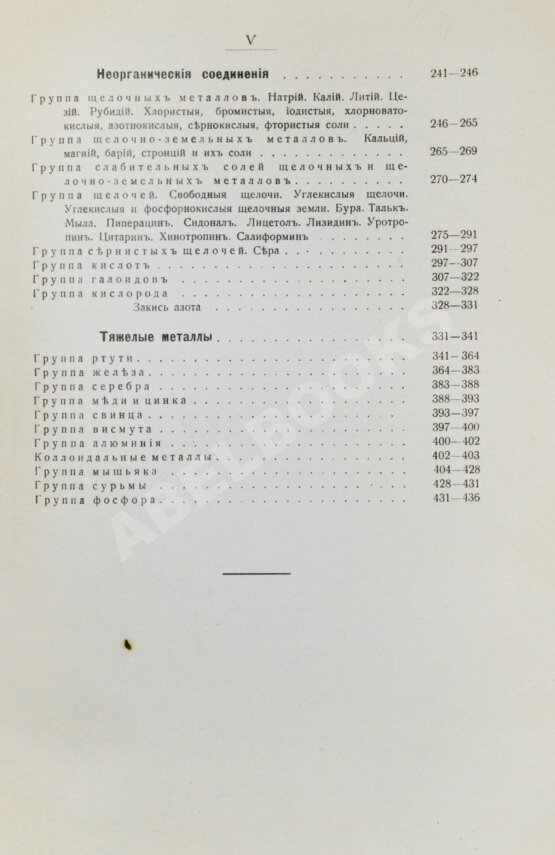 V
Неорганическія соединенія . . . . . . . . . . . 241—246
Группа щелочныхъ металловъ. Натрій. Калій. Литій. Це-
зій. Рубидій. Хлористыя, бромистыя, іодистыя, хлорновато-
кислыя, азотнокислыя, сѣрнокислыя, фтористыя соли . . . . . 246—265
Группа щелочно-земельныхъ металловъ. Кальцій,
магній, барій, стронцій и ихъ соли . . . . . . . . . . . . . 265—269
Группа слабительныхъ солей щелочныхъ и ще-
лочно-земельныхъ металловъ . . . . . . . . . . . 270—274
Группа щелочей. Свободныя щелочи. Углекислыя щелочи.
Углекислыя и фосфорнокислыя щелочныя земли. Бура. Талькъ.
Мыла. Пиперацинъ. Сидоналъ. Лицетолъ. Лизидинъ. Уротро-
пинъ. Цитаринъ. Хинотропинъ. Салиформинъ . . . . . . . . 275—291
Группа сѣрнистыхъ щелочей. Сѣра . . . . . . . . . . 291—297
Группа кислотъ . . . . . . . . . . . . . . . . . . . . 297—307
Группа галоидовъ . . . . . . . . . . . . . . . . . . . 307—322
Группа кислорода . . . . . . . . . . . . . . . . . . . 322—328
Закись азота . . . . . . . . . . . . . . . . 328—331
Тяжелые металлы . . . . . . . . . . . . . . . . 331—341
Группа ртути . . . . . . . . . . . . . . . . . . . . . 341—364
Группа желѣза . . . . . . . . . . . . . . . . . . . . 364—383
Группа серебра . . . . . . . . . . . . . . . . . . . . 383—388
Группа мѣди и цинка . . . . . . . . . . . . . . . . . 388—393
Группа свинца . . . . . . . . . . . . . . . . . . . . 393—397
Группа висмута . . . . . . . . . . . . . . . . . . . . 397—400
Группа алюминія . . . . . . . . . . . . . . . . . . . 400—402
Коллоидальные металлы . . . . . . . . . . . . . . . 402—403
Группа мышьяка . . . . . . . . . . . . . . . . . . . 404—428
Группа сурьмы . . . . . . . . . . . . . . . . . . . . 428—431
Группа фосфора . . . . . . . . . . . . . . . . . . . . 431—436
ABELBOOKS